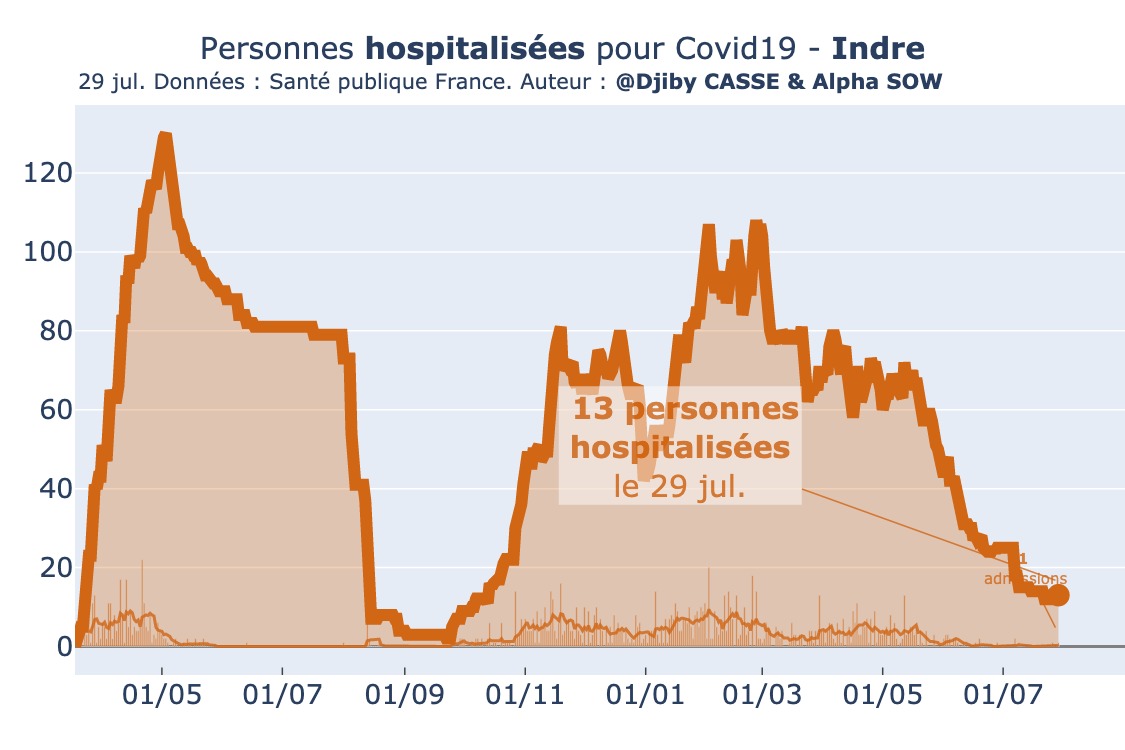 Personnes hospitalisées pour Covid19 - Indre
29 jul. Données : Santé publique France. Auteur : @Djiby CASSE & Alpha SOW
120
100
80
60
40
20
0
13 personnes
hospitalisées
le 29 jul.
1
admissions
01/05 01/07 01/09 01/11 01/01 01/03 01/05 01/07